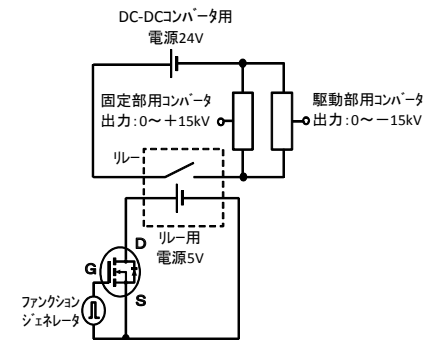 DC-DCコンバータ用
電源24V
固定部用コンバータ
出力:0～＋15kV
駆動部用コンバータ
出力:0～－15kV
リレー
リレー用
電源5V
D
G
S
ファンクション
ジェネレータ